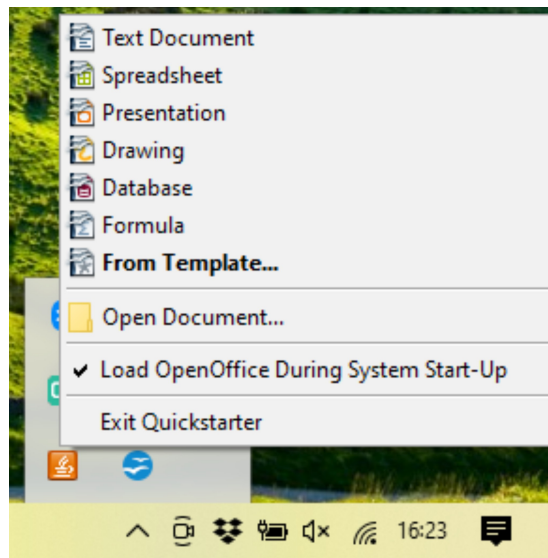 Text Document
Spreadsheet
Presentation
Drawing
Database
Formula
From Template...
Open Document...
Load OpenOffice During System Start-Up
Exit Quickstarter
16:23